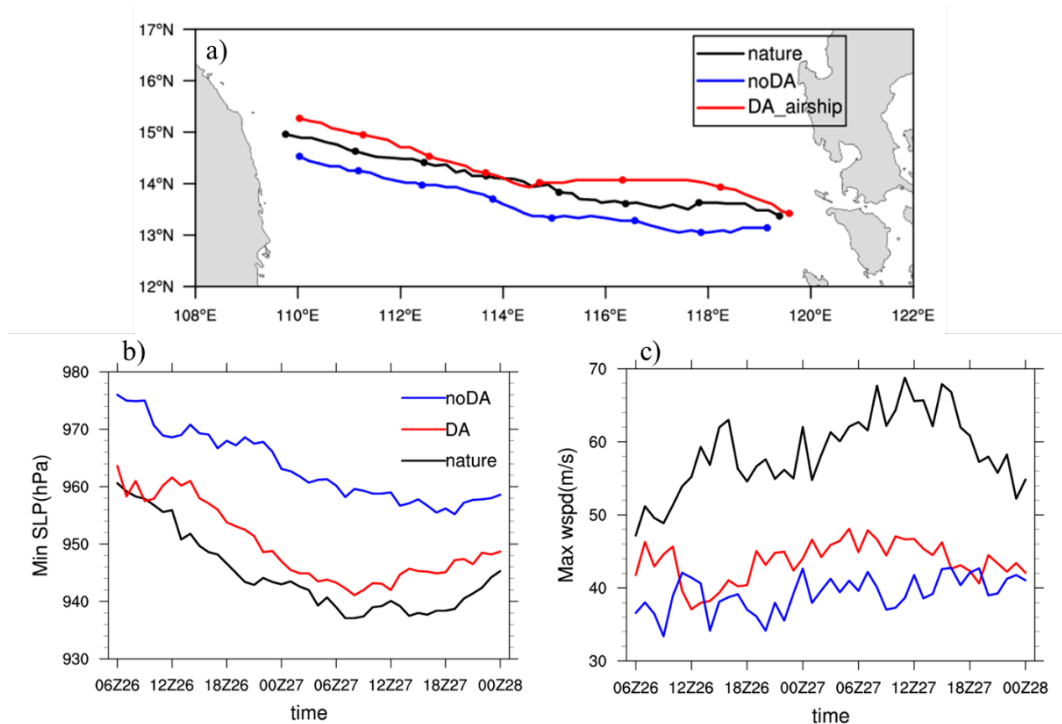 a)
17°N
16°N
15°N
14°N
13°N
12°N
108°E 110°E 112°E 114°E 116°E 118°E 120°E 122°E
nature
noDA
DA_airship
b)
Min SLP(hPa)
980
970
960
950
940
930
06Z26 12Z26 18Z26 00Z27 06Z27 12Z27 18Z27 00Z28
time
noDA
DA
nature
c)
Max wspd(m/s)
70
60
50
40
30
06Z26 12Z26 18Z26 00Z27 06Z27 12Z27 18Z27 00Z28
time